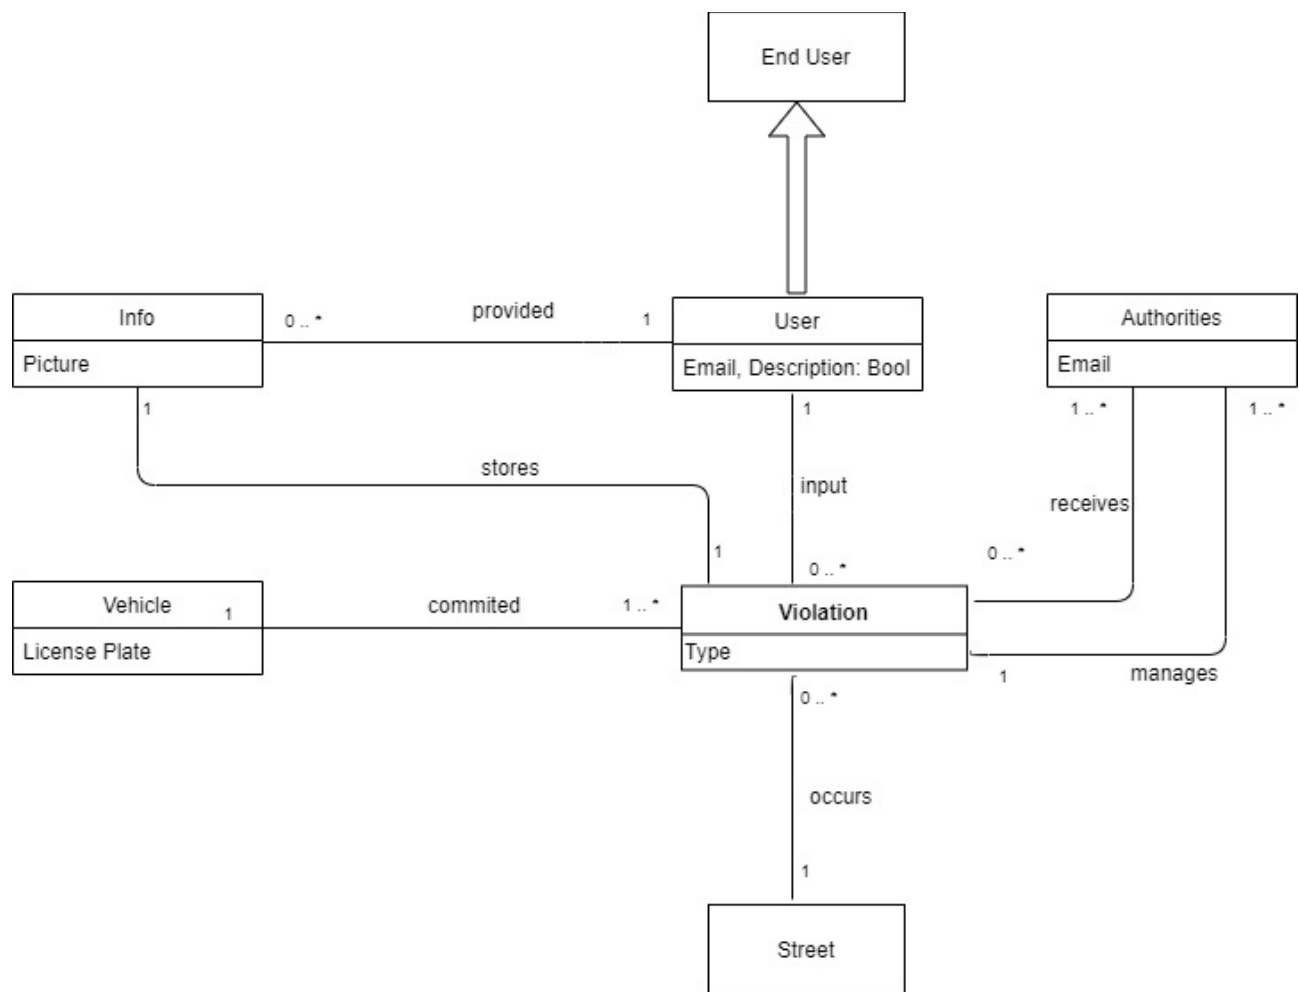 End User
Info
0 .. *
provided
1
User
Authorities
Picture
Email, Description: Bool
Email
1
1
1 .. *
1 .. *
stores
input
receives
1
0 .. *
0 .. *
Vehicle
1
commited
1 .. *
Violation
License Plate
Type
1
manages
0 .. *
occurs
1
Street